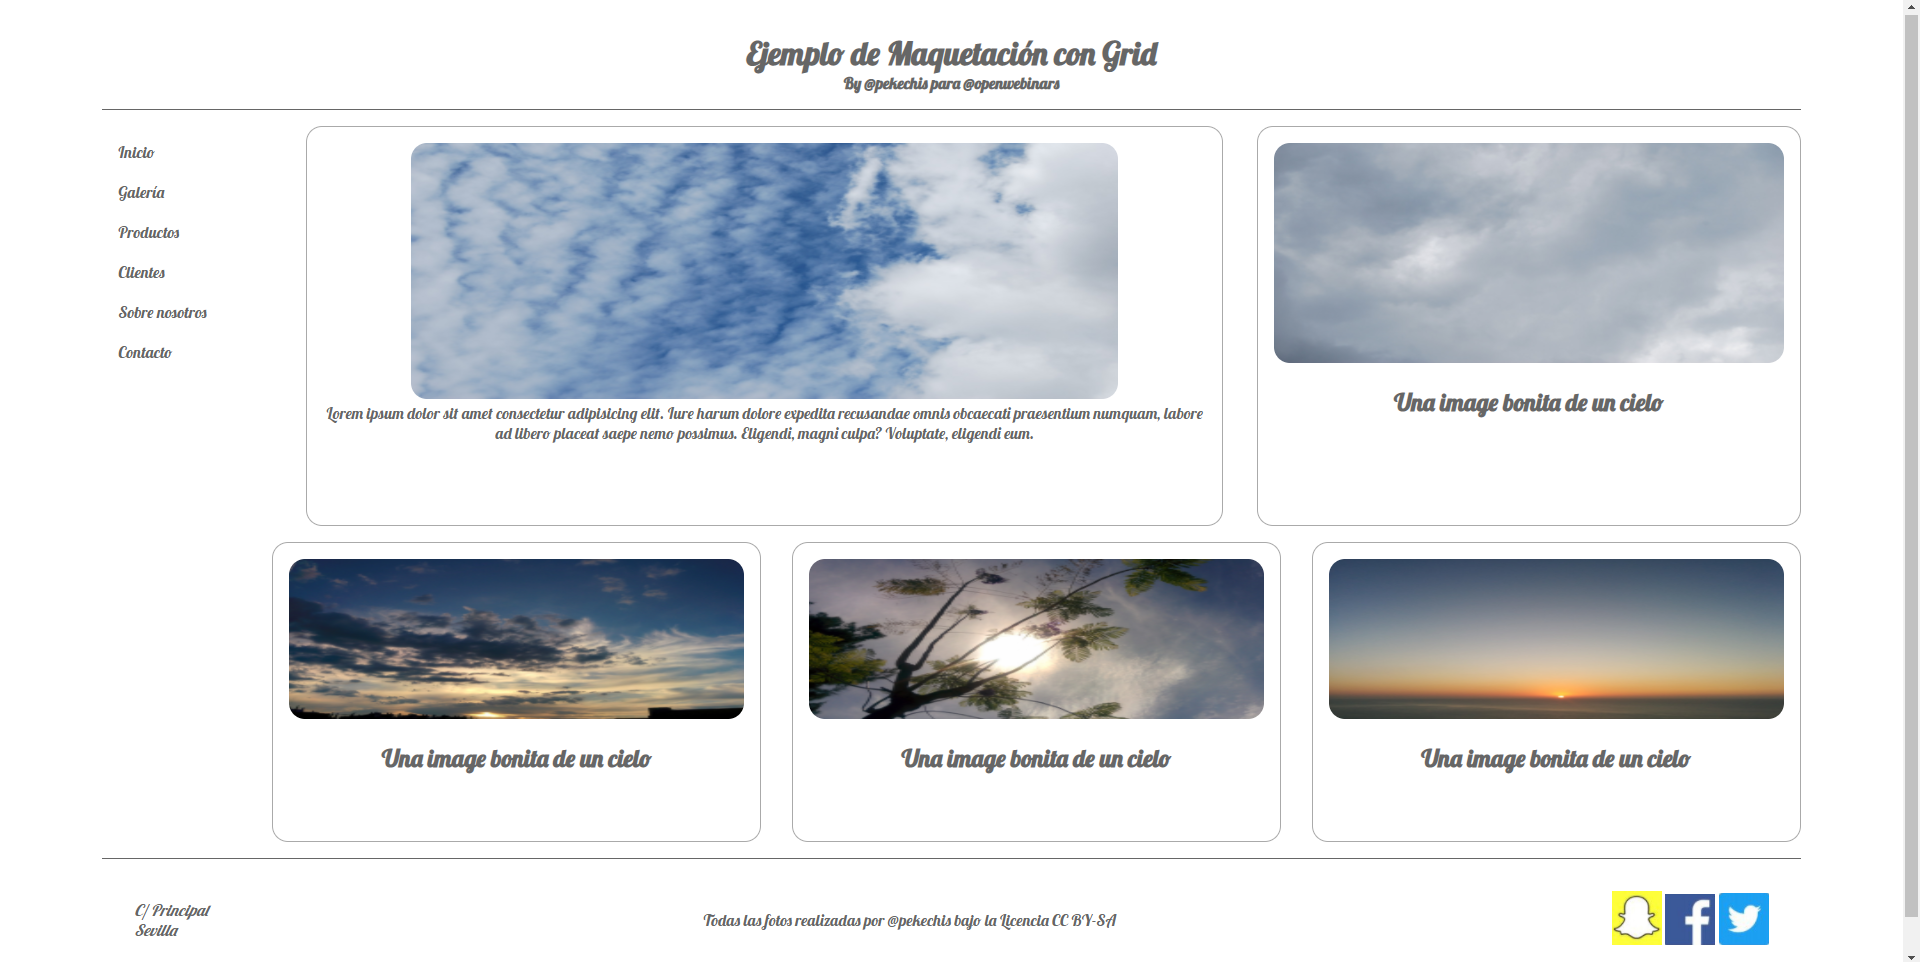 Ejemplo de Maquetación con Grid
By @pekechis para @openwebinars
Inicio
Galería
Productos
Clientes
Sobre nosotros
Contacto
Lorem ipsum dolor sit amet consectetur adipisicing elit. Iure harum dolore expedita recusandae omnis obcaecati praesentium numquam, labore
ad libero placeat saepe nemo possimus. Eligendi, magni culpa? Voluptate, eligendi eum.
Una image bonita de un cielo
Una image bonita de un cielo
Una image bonita de un cielo
Una image bonita de un cielo
C/ Principal
Sevilla
Todas las fotos realizadas por @pekechis bajo la Licencia CC BY-SA